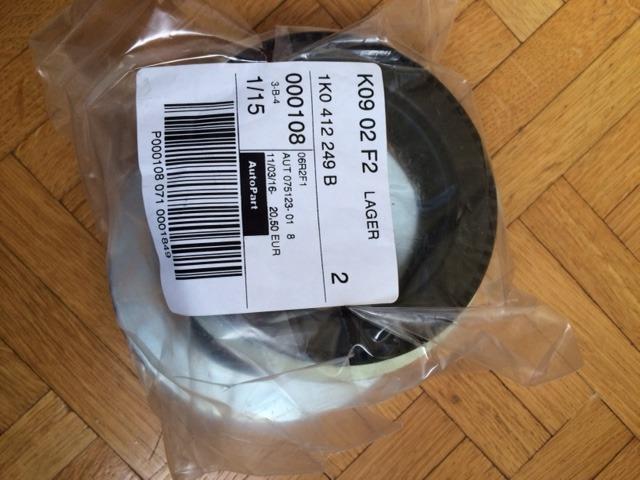 K09 02 F2 LAGER
1K0 412 249 B 2
000108 06R2F1
3-B-4 AUT 075123- 01 8
1/15 11/03/16- 20,50 EUR
AutoPart
P000108 071 0001849